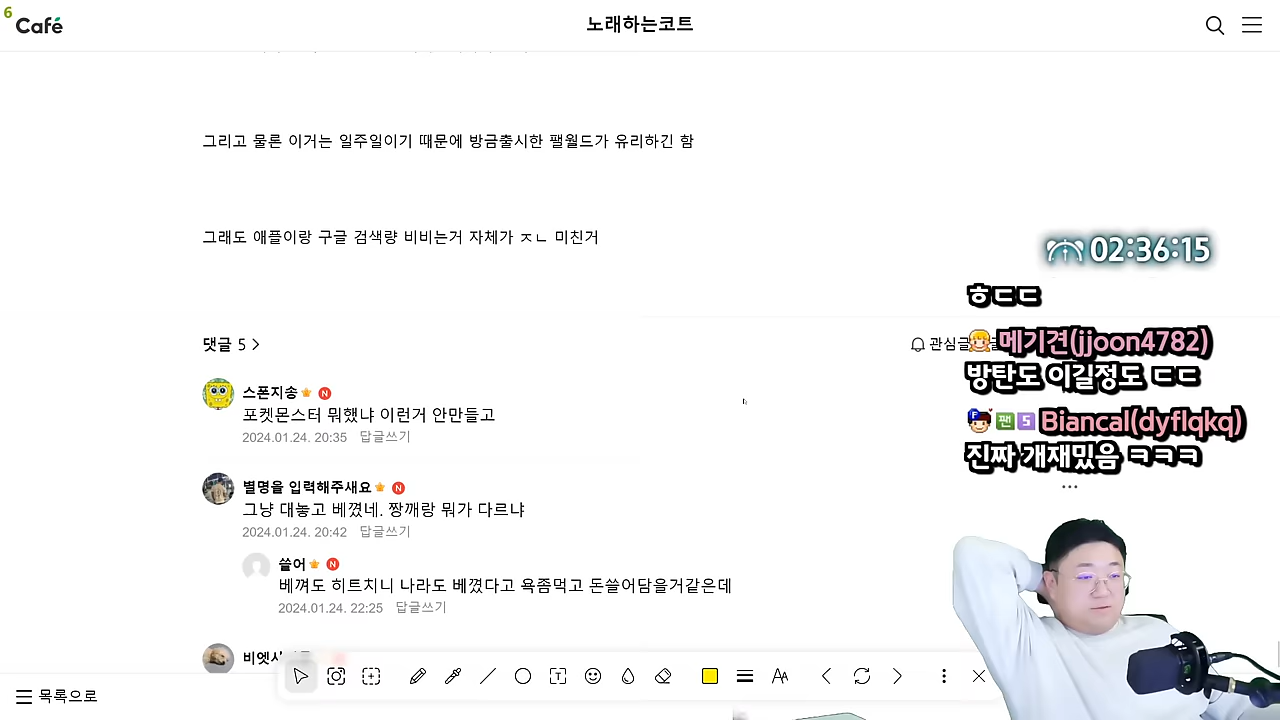 6
Café
노래하는코트
그리고 물론 이거는 일주일이기 때문에 방금출시한 팰월드가 유리하긴 함
그래도 애플이랑 구글 검색량 비비는거 자체가 ㅈㄴ 미친거
02:36:15
ㅎㄷㄷ
댓글 5
관심글
메기견(jjoon4782)
방탄도 이길정도 ㄷㄷ
스폰지송 N
포켓몬스터 뭐했냐 이런거 안만들고
2024.01.24. 20:35 답글쓰기
팬 5 Biancal(dyflqkq)
진짜 개재밌음 ㅋㅋㅋ
별명을 입력해주새요 N
그냥 대놓고 베꼈네. 짱깨랑 뭐가 다르냐
2024.01.24. 20:42 답글쓰기
쓸어 N
베껴도 히트치니 나라도 베꼈다고 욕좀먹고 돈쓸어담을거같은데
2024.01.24. 22:25 답글쓰기
비엣
목록으로